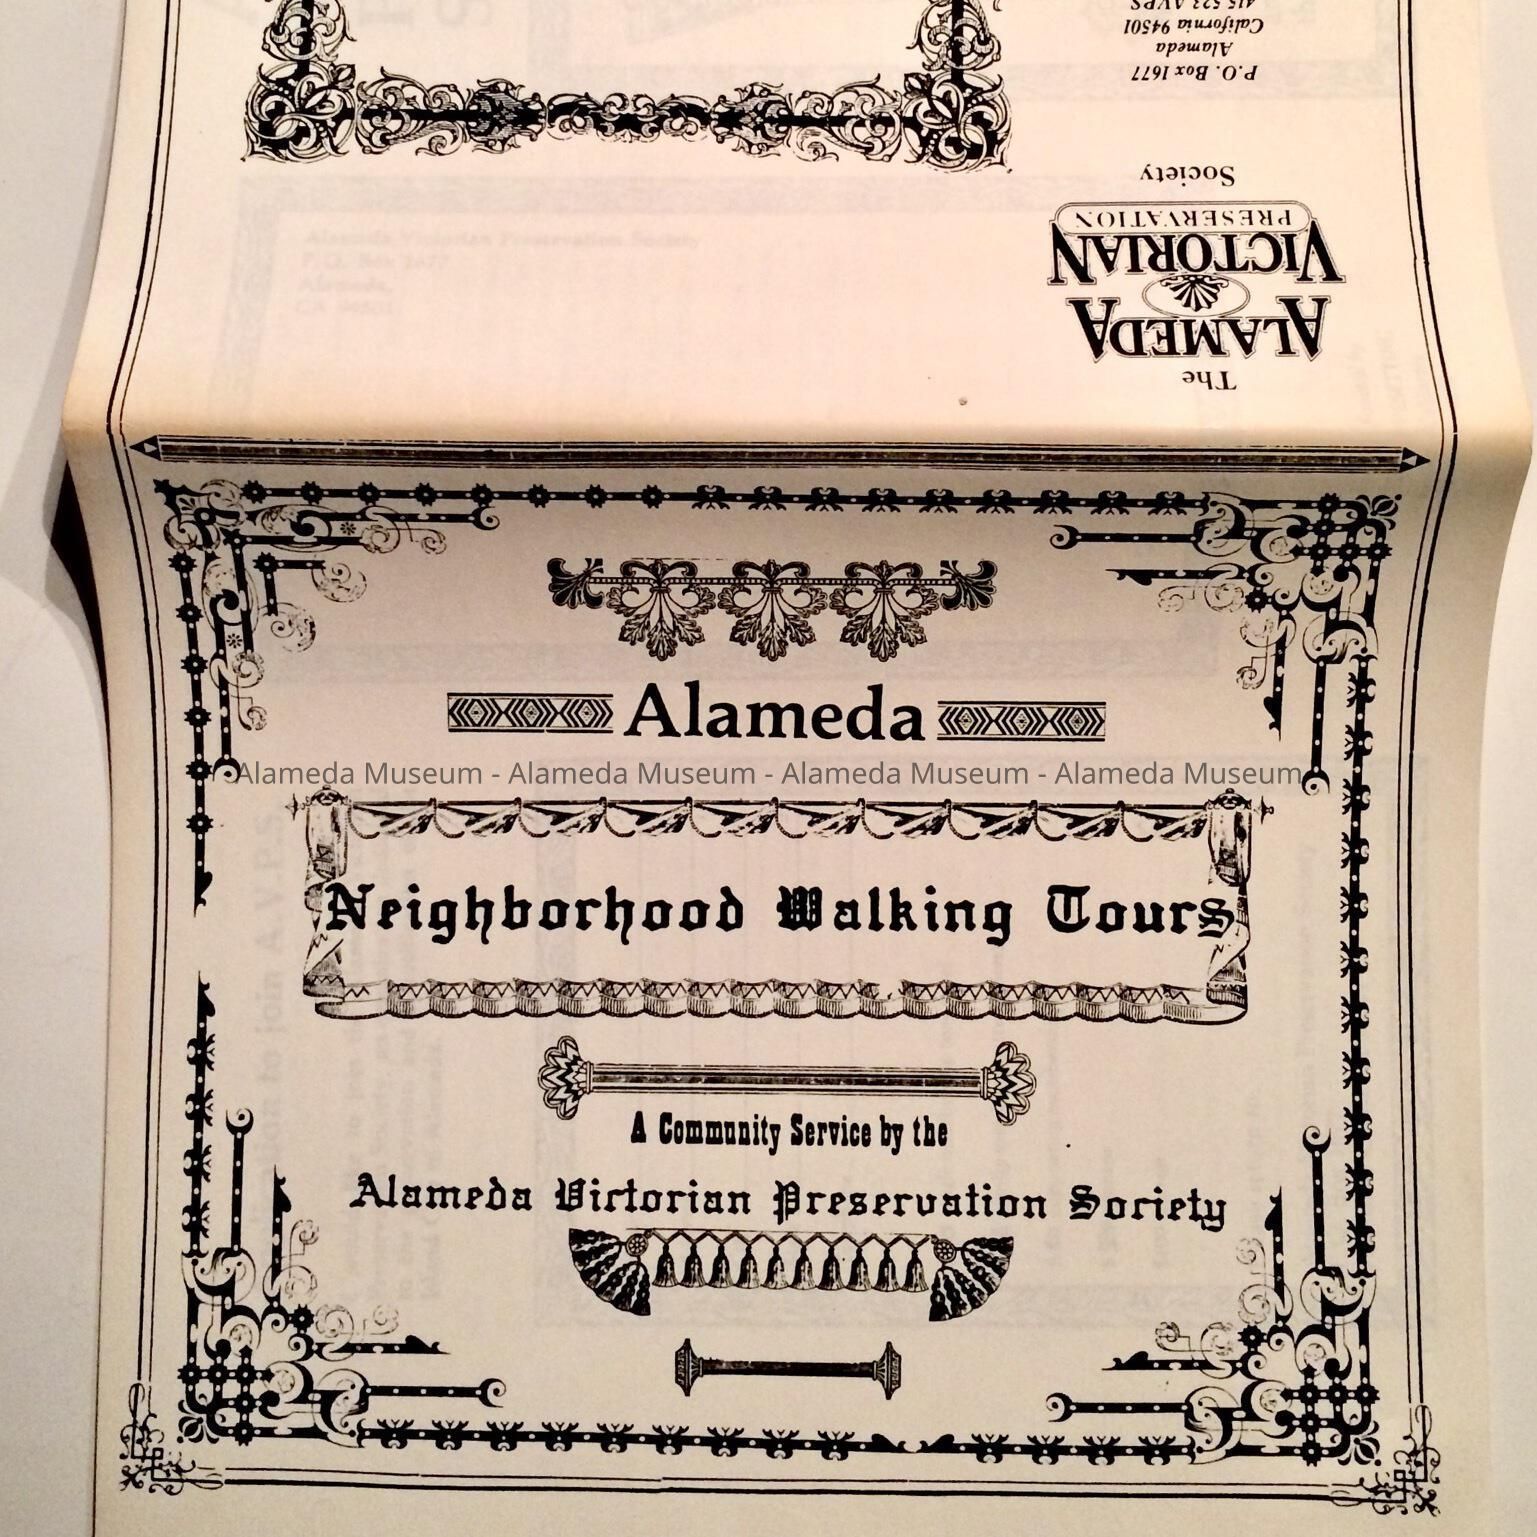 The
ALAMEDA
VICTORIAN
PRESERVATION
Society
P.O. Box 1677
Alameda
California 94501
415 523 AVPS
Alameda
Alameda Museum - Alameda Museum - Alameda Museum - Alameda Museum
Neighborhood Walking Tours
A Community Service by the
Alameda Victorian Preservation Society